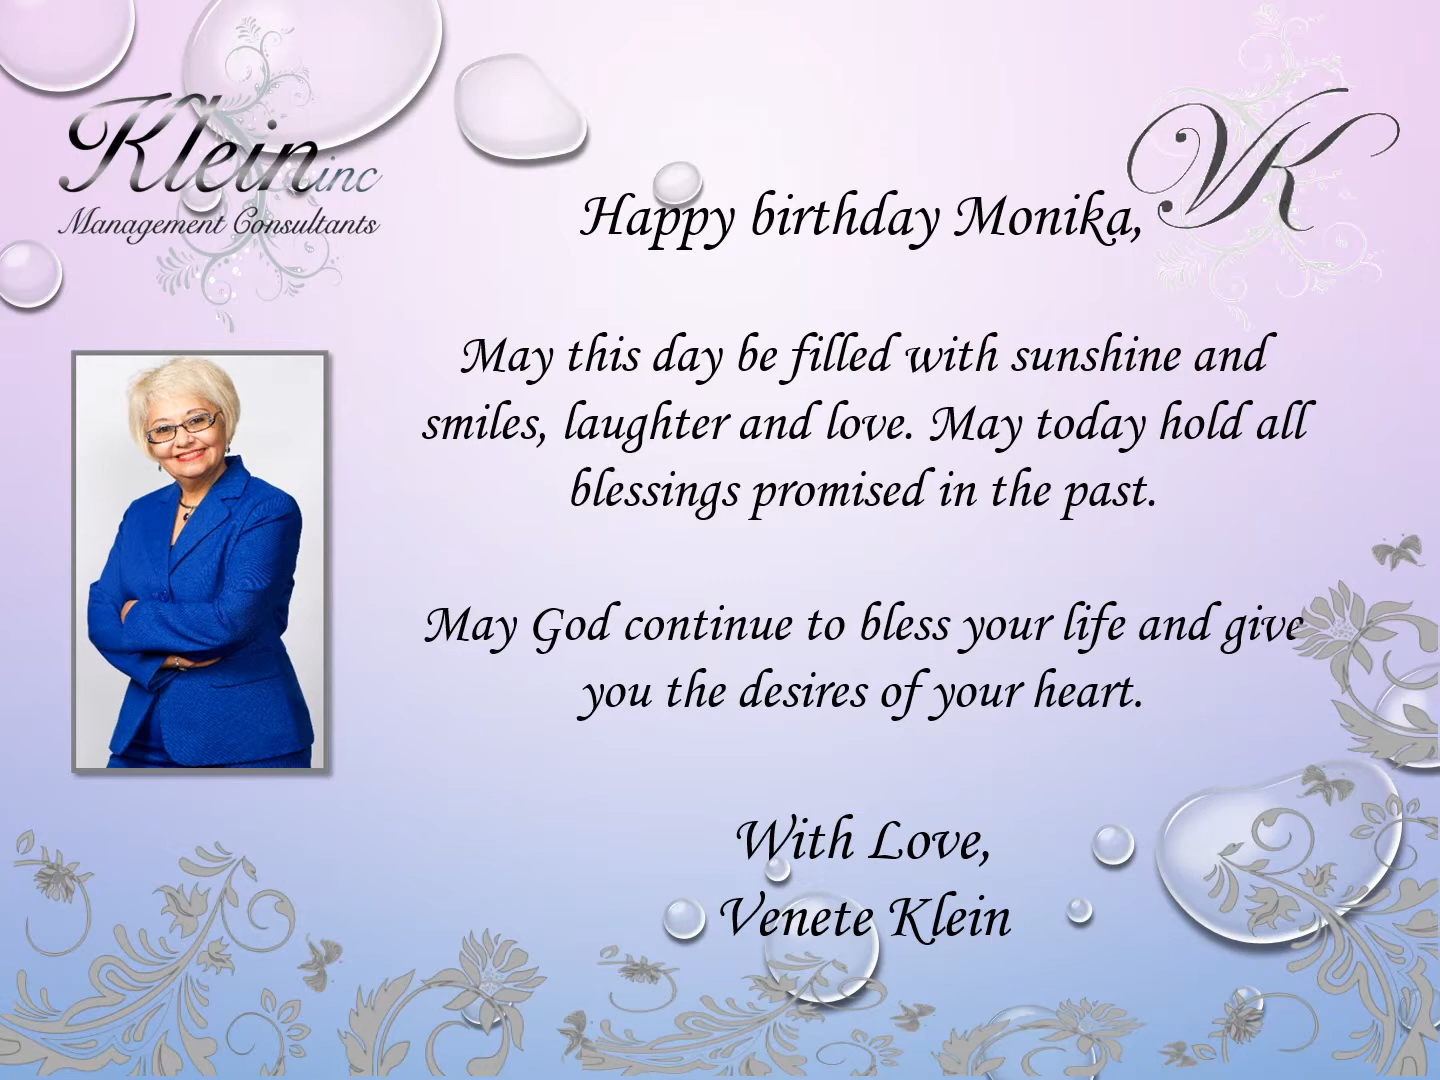 Klein inc
Management Consultants
VK
Happy birthday Monika,
May this day be filled with sunshine and
smiles, laughter and love. May today hold all
blessings promised in the past.
May God continue to bless your life and give
you the desires of your heart.
With Love,
Venete Klein